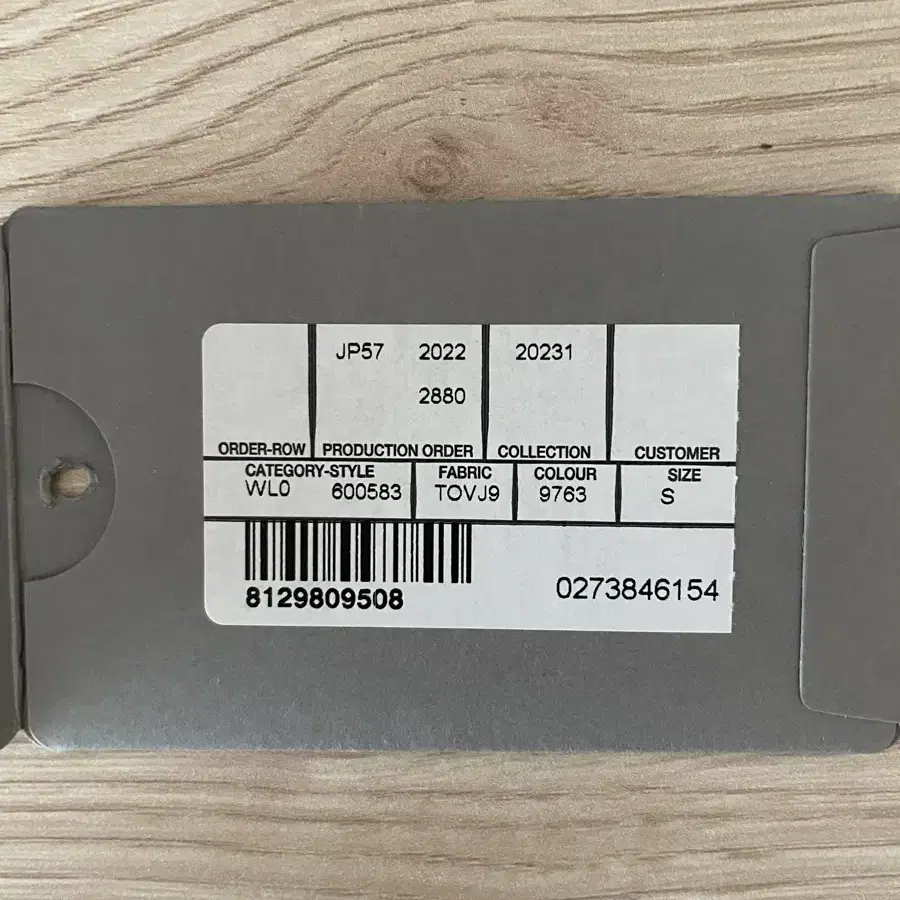 JP57 2022 20231
2880
ORDER-ROW PRODUCTION ORDER COLLECTION CUSTOMER
CATEGORY-STYLE FABRIC COLOUR SIZE
WL0 600583 TOVJ9 9763 S
8129809508 0273846154